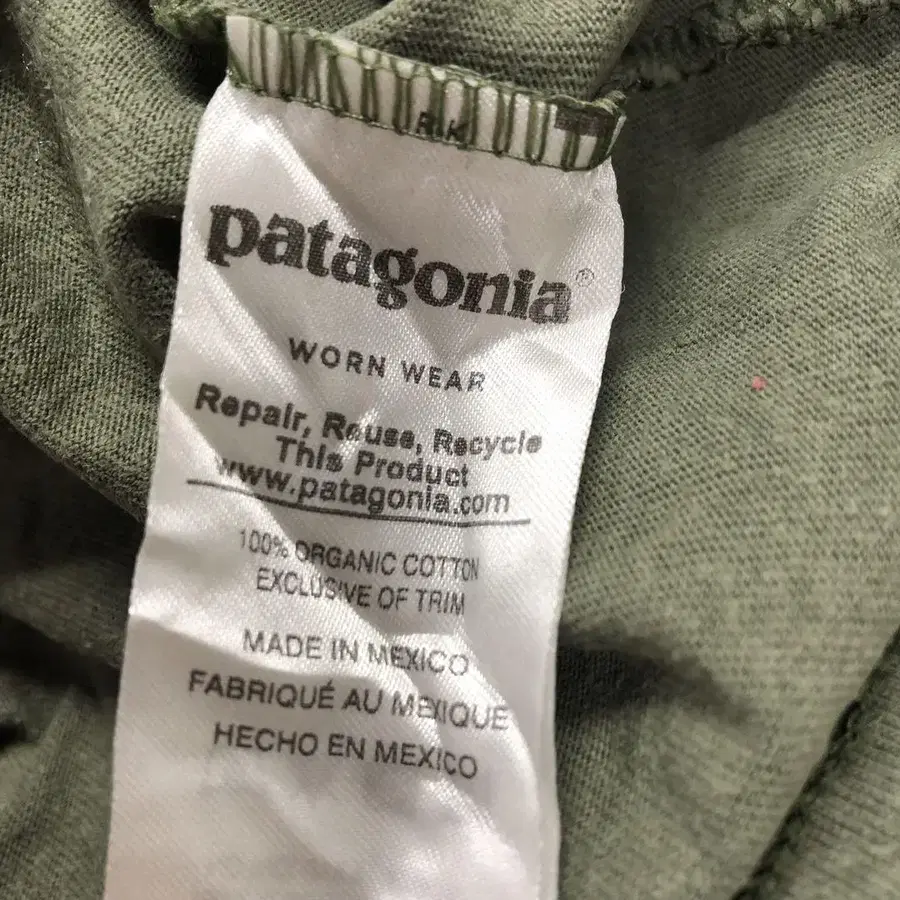 RK
patagonia®
WORN WEAR
Repair, Reuse, Recycle
This Product
www.patagonia.com
100% ORGANIC COTTON
EXCLUSIVE OF TRIM
MADE IN MEXICO
FABRIQUÉ AU MEXIQUE
HECHO EN MEXICO